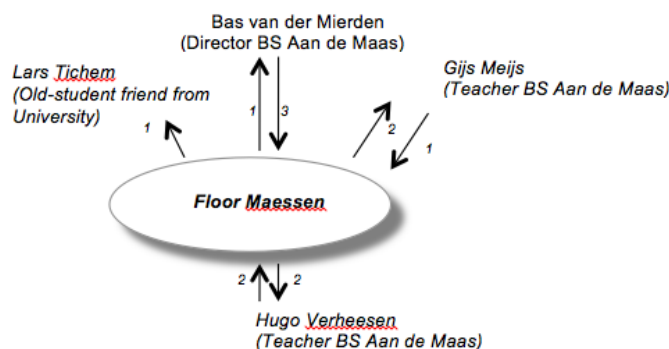 Bas van der Mierden
(Director BS Aan de Maas)
Lars Tichem
(Old-student friend from
University)
Gijs Meijs
(Teacher BS Aan de Maas)
1
1
3
2
1
Floor Maessen
2
2
Hugo Verheesen
(Teacher BS Aan de Maas)